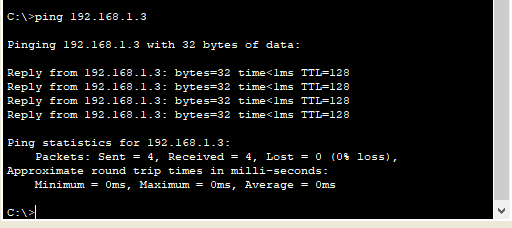 C:\>ping 192.168.1.3
Pinging 192.168.1.3 with 32 bytes of data:
Reply from 192.168.1.3: bytes=32 time<1ms TTL=128
Reply from 192.168.1.3: bytes=32 time<1ms TTL=128
Reply from 192.168.1.3: bytes=32 time<1ms TTL=128
Reply from 192.168.1.3: bytes=32 time<1ms TTL=128
Ping statistics for 192.168.1.3:
    Packets: Sent = 4, Received = 4, Lost = 0 (0% loss),
Approximate round trip times in milli-seconds:
    Minimum = 0ms, Maximum = 0ms, Average = 0ms
C:\>